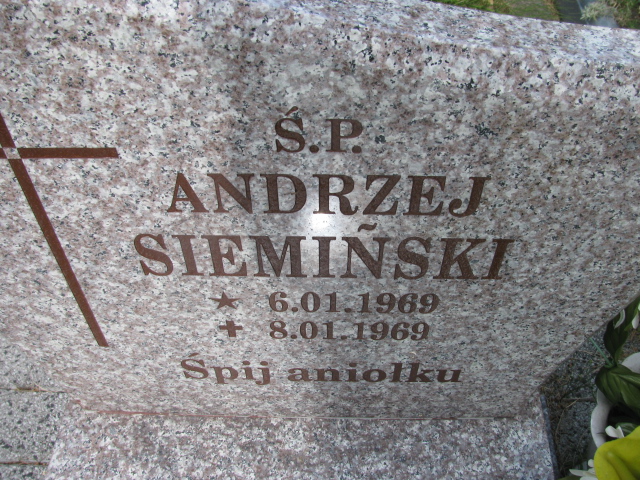 Ś.P.
ANDRZEJ
SIEMIŃSKI
★ 6.01.1969
✝ 8.01.1969
Śpij aniołku